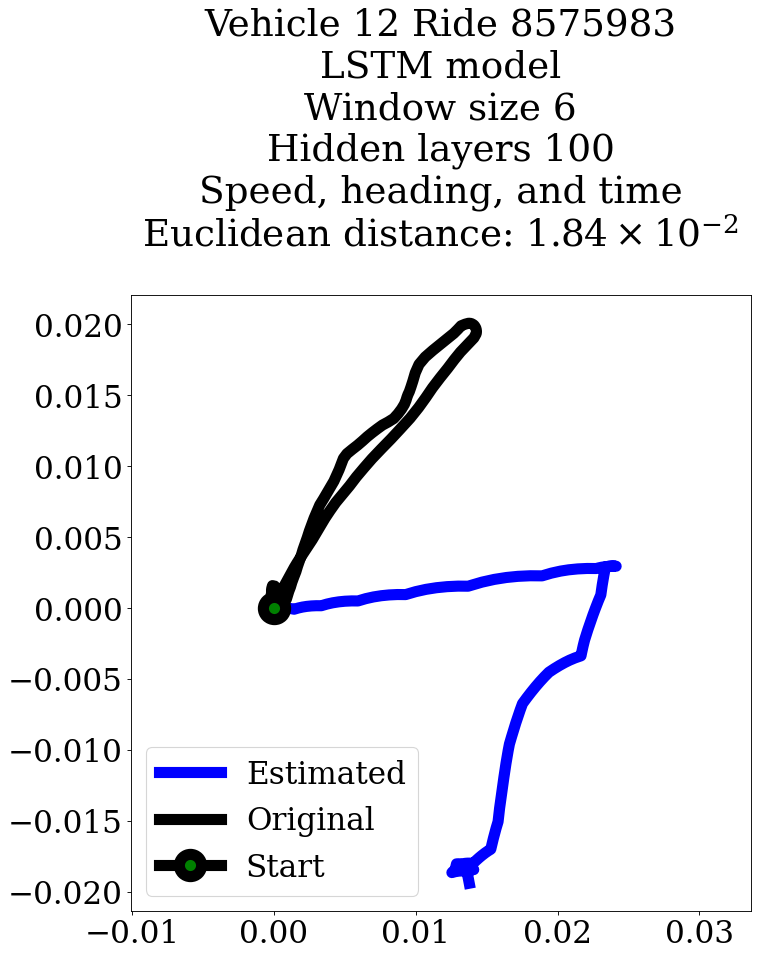 Vehicle 12 Ride 8575983
LSTM model
Window size 6
Hidden layers 100
Speed, heading, and time
Euclidean distance: 1.84 × 10⁻²
0.020
0.015
0.010
0.005
0.000
−0.005
−0.010
−0.015
−0.020
Estimated
Original
Start
−0.01 0.00 0.01 0.02 0.03